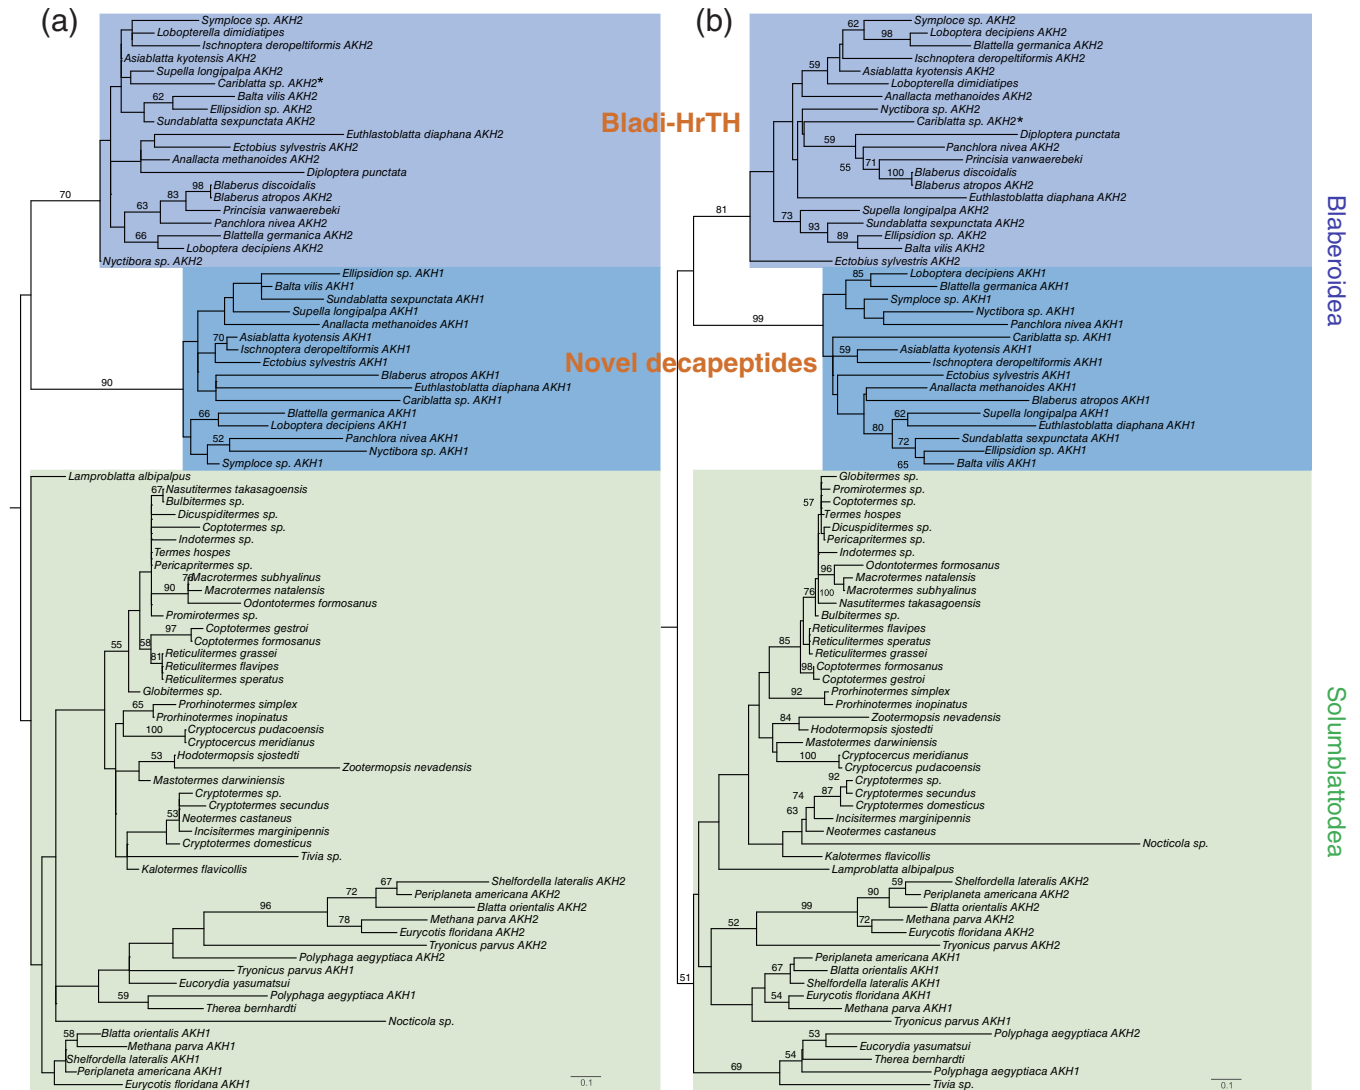 (a)
Symploce sp. AKH2
Lobopterella dimidiatipes
Ischnoptera deropeltiformis AKH2
Asiablatta kyotensis AKH2
Supella longipalpa AKH2
Cariblatta sp. AKH2*
62
Balta vilis AKH2
Ellipsidion sp. AKH2
Sundablatta sexpunctata AKH2
Euthlastoblatta diaphana AKH2
Ectobius sylvestris AKH2
Anallacta methanoides AKH2
Diploptera punctata
98
Blaberus discoidalis
83
Blaberus atropos AKH2
70
63
Princisia vanwaerebeki
Panchlora nivea AKH2
66
Blattella germanica AKH2
Loboptera decipiens AKH2
Nyctibora sp. AKH2
Ellipsidion sp. AKH1
Balta vilis AKH1
Sundablatta sexpunctata AKH1
Supella longipalpa AKH1
Anallacta methanoides AKH1
70
Asiablatta kyotensis AKH1
Ischnoptera deropeltiformis AKH1
Ectobius sylvestris AKH1
Blaberus atropos AKH1
90
Euthlastoblatta diaphana AKH1
Cariblatta sp. AKH1
66
Blattella germanica AKH1
Loboptera decipiens AKH1
52
Panchlora nivea AKH1
Nyctibora sp. AKH1
Symploce sp. AKH1
Lamproblatta albipalpus
67
Nasutitermes takasagoensis
Bulbitermes sp.
Dicuspiditermes sp.
Coptotermes sp.
Indotermes sp.
Termes hospes
Pericapritermes sp.
Macrotermes subhyalinus
90
Macrotermes natalensis
Odontotermes formosanus
Promirotermes sp.
97
Coptotermes gestroi
58
Coptotermes formosanus
55
81
Reticulitermes grassei
Reticulitermes flavipes
Reticulitermes speratus
Globitermes sp.
65
Prorhinotermes simplex
Prorhinotermes inopinatus
100
Cryptocercus pudacoensis
Cryptocercus meridianus
53
Hodotermopsis sjostedti
Zootermopsis nevadensis
Mastotermes darwiniensis
Cryptotermes sp.
Cryptotermes secundus
53
Neotermes castaneus
Incisitermes marginipennis
Cryptotermes domesticus
Tivia sp.
Kalotermes flavicollis
67
Shelfordella lateralis AKH2
72
Periplaneta americana AKH2
96
Blatta orientalis AKH2
78
Methana parva AKH2
Eurycotis floridana AKH2
Tryonicus parvus AKH2
Polyphaga aegyptiaca AKH2
Tryonicus parvus AKH1
Eucorydia yasumatsui
59
Polyphaga aegyptiaca AKH1
Therea bernhardti
Nocticola sp.
58
Blatta orientalis AKH1
Methana parva AKH1
Shelfordella lateralis AKH1
Periplaneta americana AKH1
Eurycotis floridana AKH1
0.1
Bladi-HrTH
Novel decapeptides
(b)
62
Symploce sp. AKH2
98
Loboptera decipiens AKH2
Blattella germanica AKH2
Ischnoptera deropeltiformis AKH2
59
Asiablatta kyotensis AKH2
Lobopterella dimidiatipes
Anallacta methanoides AKH2
Nyctibora sp. AKH2
Cariblatta sp. AKH2*
59
Diploptera punctata
Panchlora nivea AKH2
55
71
Princisia vanwaerebeki
100
Blaberus discoidalis
Blaberus atropos AKH2
Euthlastoblatta diaphana AKH2
81
73
Supella longipalpa AKH2
93
Sundablatta sexpunctata AKH2
89
Ellipsidion sp. AKH2
Balta vilis AKH2
Ectobius sylvestris AKH2
85
Loboptera decipiens AKH1
Blattella germanica AKH1
Symploce sp. AKH1
Nyctibora sp. AKH1
99
Panchlora nivea AKH1
Cariblatta sp. AKH1
59
Asiablatta kyotensis AKH1
Ischnoptera deropeltiformis AKH1
Ectobius sylvestris AKH1
Anallacta methanoides AKH1
Blaberus atropos AKH1
62
Supella longipalpa AKH1
80
Euthlastoblatta diaphana AKH1
72
Sundablatta sexpunctata AKH1
Ellipsidion sp. AKH1
65
Balta vilis AKH1
Globitermes sp.
Promirotermes sp.
57
Coptotermes sp.
Termes hospes
Dicuspiditermes sp.
Pericapritermes sp.
Indotermes sp.
96
Odontotermes formosanus
Macrotermes natalensis
76
100
Macrotermes subhyalinus
Nasutitermes takasagoensis
Bulbitermes sp.
Reticulitermes flavipes
85
Reticulitermes speratus
Reticulitermes grassei
98
Coptotermes formosanus
Coptotermes gestroi
92
Prorhinotermes simplex
Prorhinotermes inopinatus
84
Zootermopsis nevadensis
Hodotermopsis sjostedti
Mastotermes darwiniensis
100
Cryptocercus meridianus
Cryptocercus pudacoensis
92
Cryptotermes sp.
74
87
Cryptotermes secundus
Cryptotermes domesticus
63
Incisitermes marginipennis
Neotermes castaneus
Nocticola sp.
Kalotermes flavicollis
Lamproblatta albipalpus
59
Shelfordella lateralis AKH2
90
Periplaneta americana AKH2
99
Blatta orientalis AKH2
52
72
Methana parva AKH2
Eurycotis floridana AKH2
Tryonicus parvus AKH2
Periplaneta americana AKH1
67
Blatta orientalis AKH1
51
Shelfordella lateralis AKH1
54
Eurycotis floridana AKH1
Methana parva AKH1
Tryonicus parvus AKH1
53
Polyphaga aegyptiaca AKH2
Eucorydia yasumatsui
54
Therea bernhardti
69
Polyphaga aegyptiaca AKH1
Tivia sp.
0.1
Blaberoidea
Solumblattodea